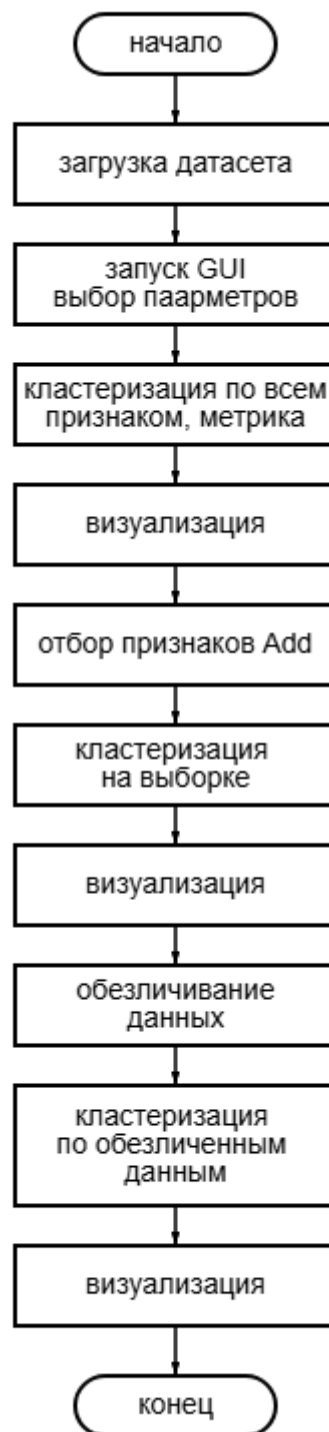 начало
загрузка датасета
запуск GUI
выбор паарметров
кластеризация по всем
признаком, метрика
визуализация
отбор признаков Add
кластеризация
на выборке
визуализация
обезличивание
данных
кластеризация
по обезличенным
данным
визуализация
конец